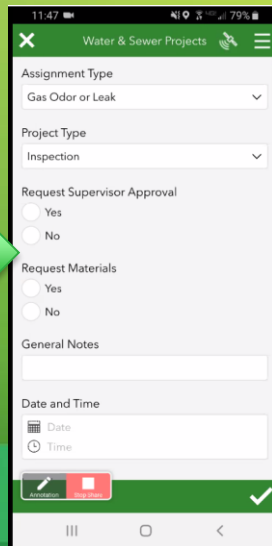 11:47 79%
Water & Sewer Projects
Assignment Type
Gas Odor or Leak
Project Type
Inspection
Request Supervisor Approval
Yes
No
Request Materials
Yes
No
General Notes
Date and Time
Date
Time
Annotation Stop Share